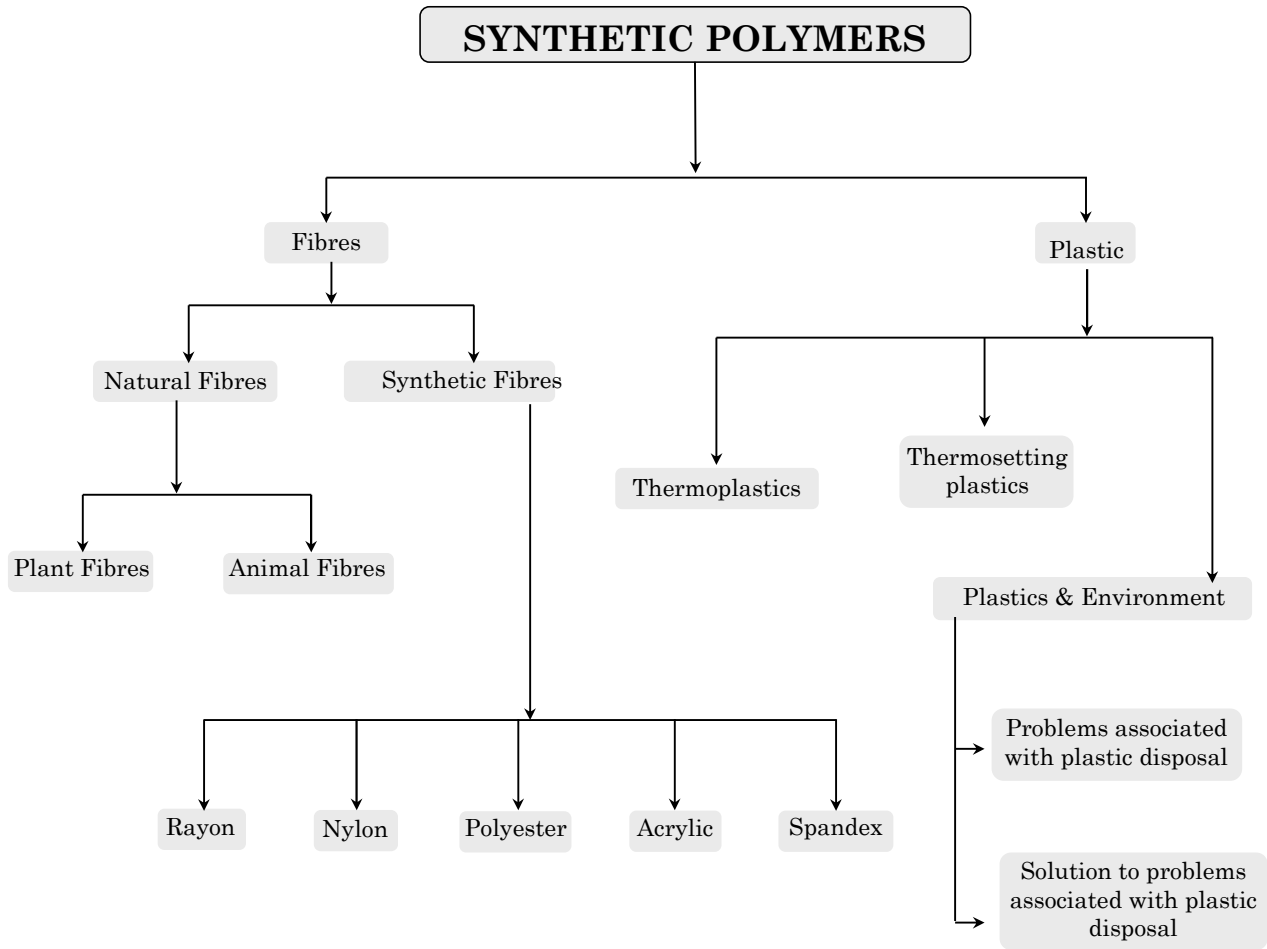 SYNTHETIC POLYMERS
Fibres
Plastic
Natural Fibres
Synthetic Fibres
Thermoplastics
Thermosetting
plastics
Plant Fibres
Animal Fibres
Plastics & Environment
Problems associated
with plastic disposal
Rayon
Nylon
Polyester
Acrylic
Spandex
Solution to problems
associated with plastic
disposal